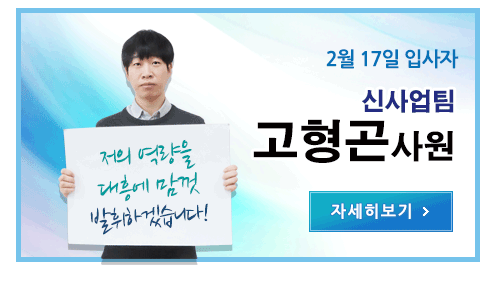 2월 17일 입사자
신사업팀
고형곤사원
저의 역량을
대흥에 맘껏
발휘하겠습니다!
자세히보기 >